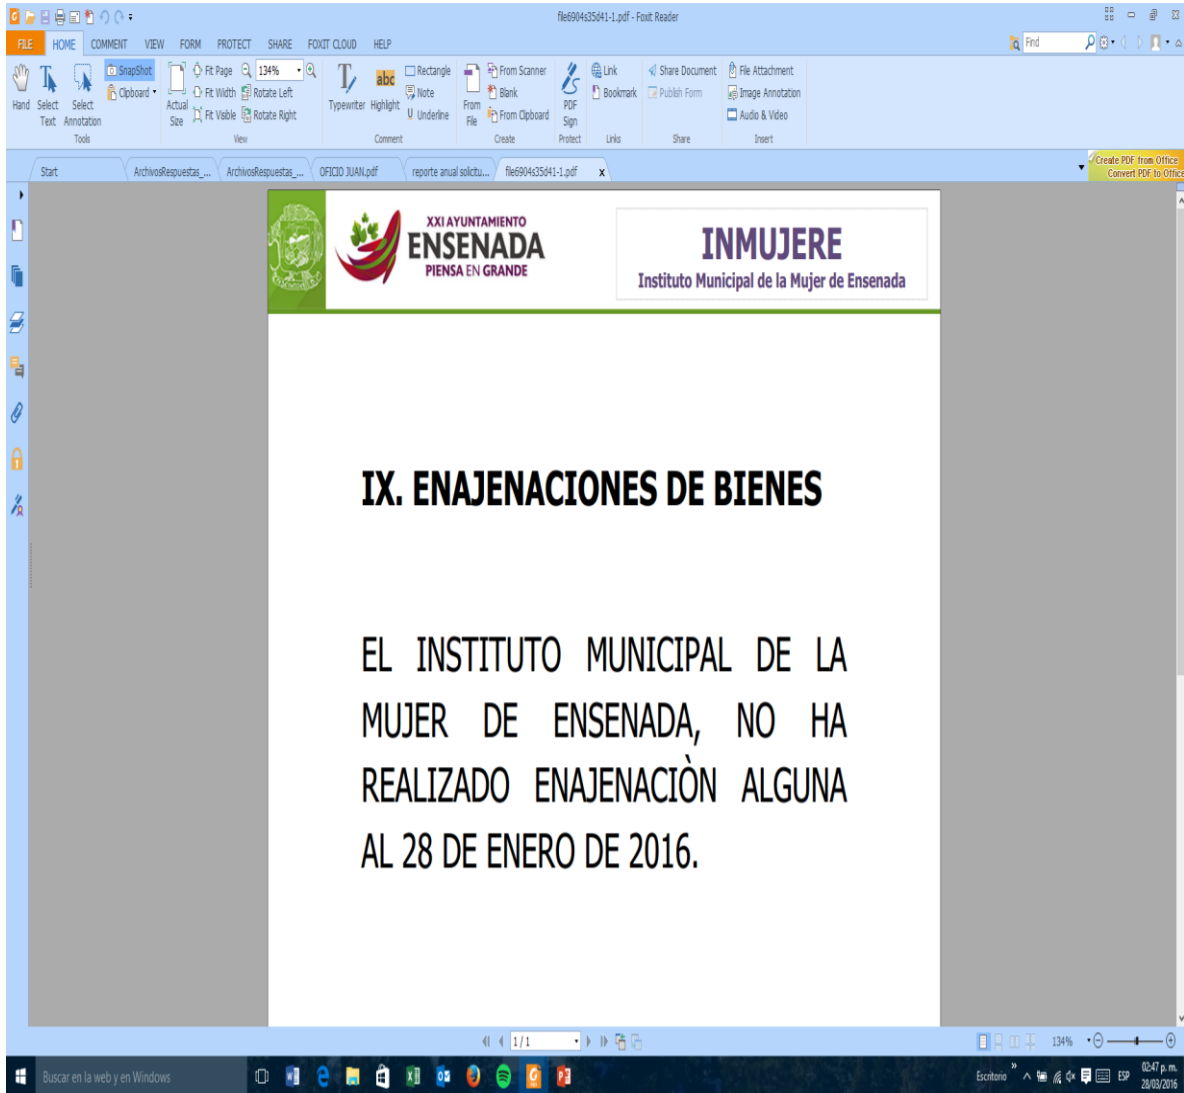 file6904s35d41-1.pdf - Foxit Reader
FILE HOME COMMENT VIEW FORM PROTECT SHARE FOXIT CLOUD HELP
Find
Hand
Select Text
Select Annotation
SnapShot
Clipboard
Tools
Actual Size
Fit Page
Fit Width
Fit Visible
134%
Rotate Left
Rotate Right
View
Typewriter
abc
Highlight
Rectangle
Note
Underline
Comment
From File
From Scanner
Blank
From Clipboard
Create
PDF Sign
Protect
Link
Bookmark
Links
Share Document
Publish Form
Share
File Attachment
Image Annotation
Audio & Video
Insert
Start
ArchivosRespuestas_...
ArchivosRespuestas_...
OFICIO JUAN.pdf
reporte anual solicitu...
file6904s35d41-1.pdf x
Create PDF from Office
Convert PDF to Office
XXI AYUNTAMIENTO
ENSENADA
PIENSA EN GRANDE
INMUJERE
Instituto Municipal de la Mujer de Ensenada
IX. ENAJENACIONES DE BIENES
EL INSTITUTO MUNICIPAL DE LA
MUJER DE ENSENADA, NO HA
REALIZADO ENAJENACIÒN ALGUNA
AL 28 DE ENERO DE 2016.
1 / 1
134%
Buscar en la web y en Windows
Escritorio
ESP
02:47 p. m.
28/03/2016